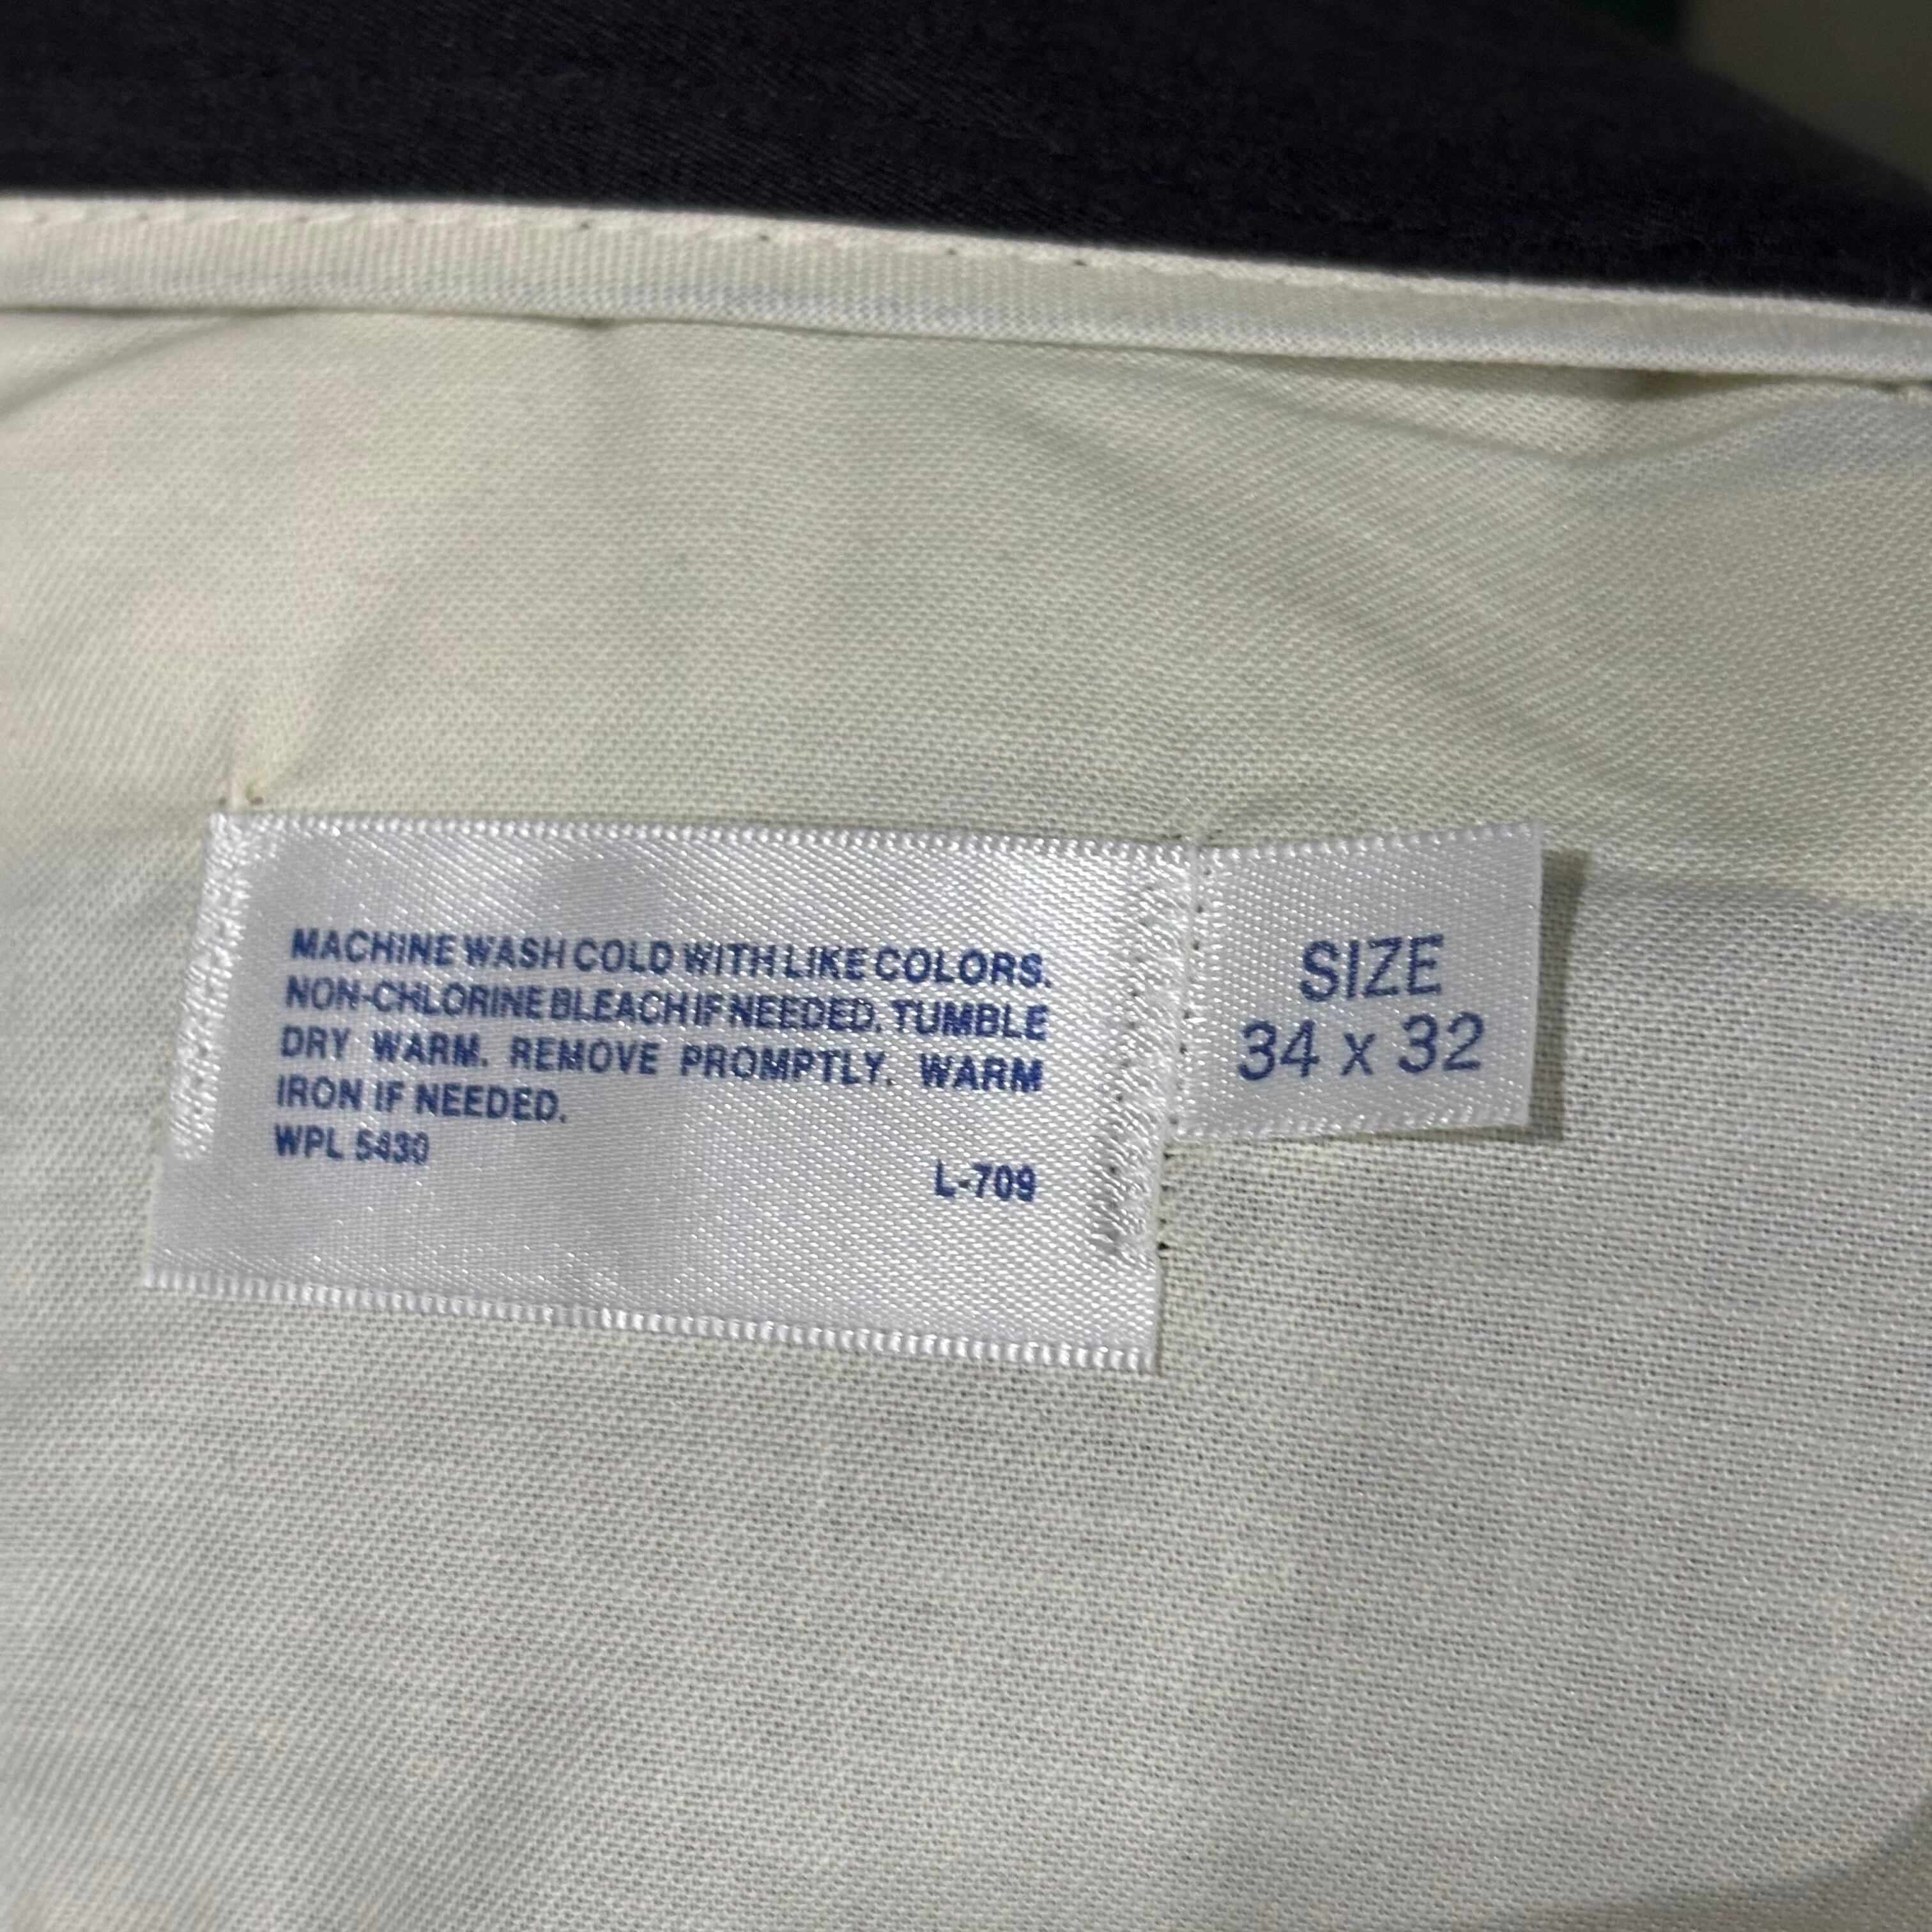 MACHINE WASH COLD WITH LIKE COLORS.
NON-CHLORINE BLEACH IF NEEDED. TUMBLE
DRY WARM. REMOVE PROMPTLY. WARM
IRON IF NEEDED.
WPL 5430
L-709
SIZE
34 x 32